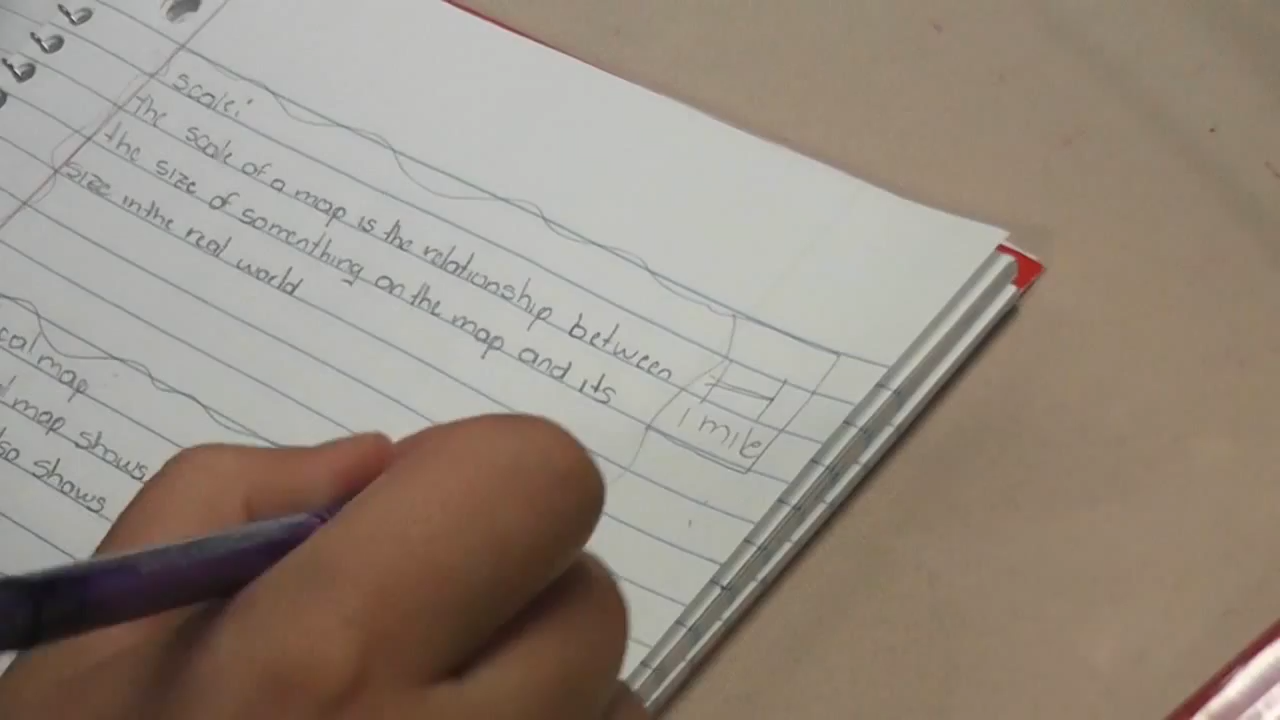 scale:
the scale of a map is the relationship between
the size of somenthing on the map and its
size in the real world
1 mile
cal map
map shows
so shows